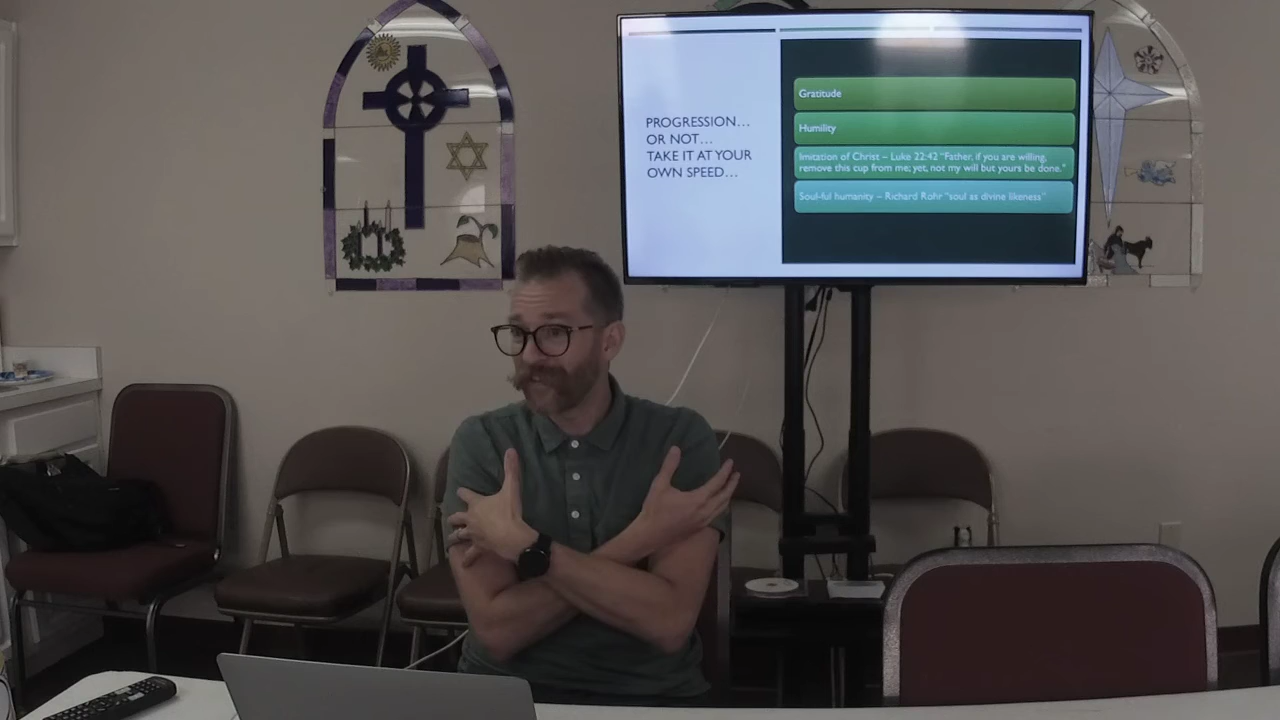 PROGRESSION...
OR NOT...
TAKE IT AT YOUR
OWN SPEED...
Gratitude
Humility
Imitation of Christ – Luke 22:42 "Father, if you are willing,
remove this cup from me; yet, not my will but yours be done."
Soul-ful humanity – Richard Rohr "soul as divine likeness"